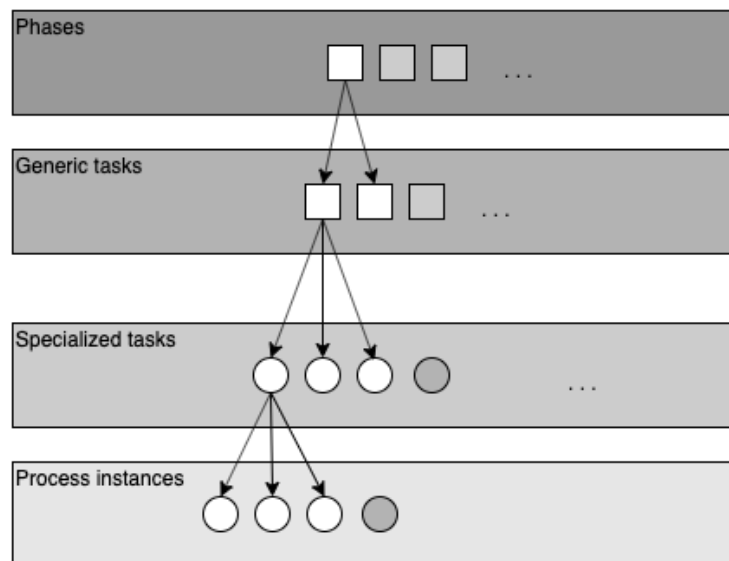 Phases
. . .
Generic tasks
. . .
Specialized tasks
. . .
Process instances